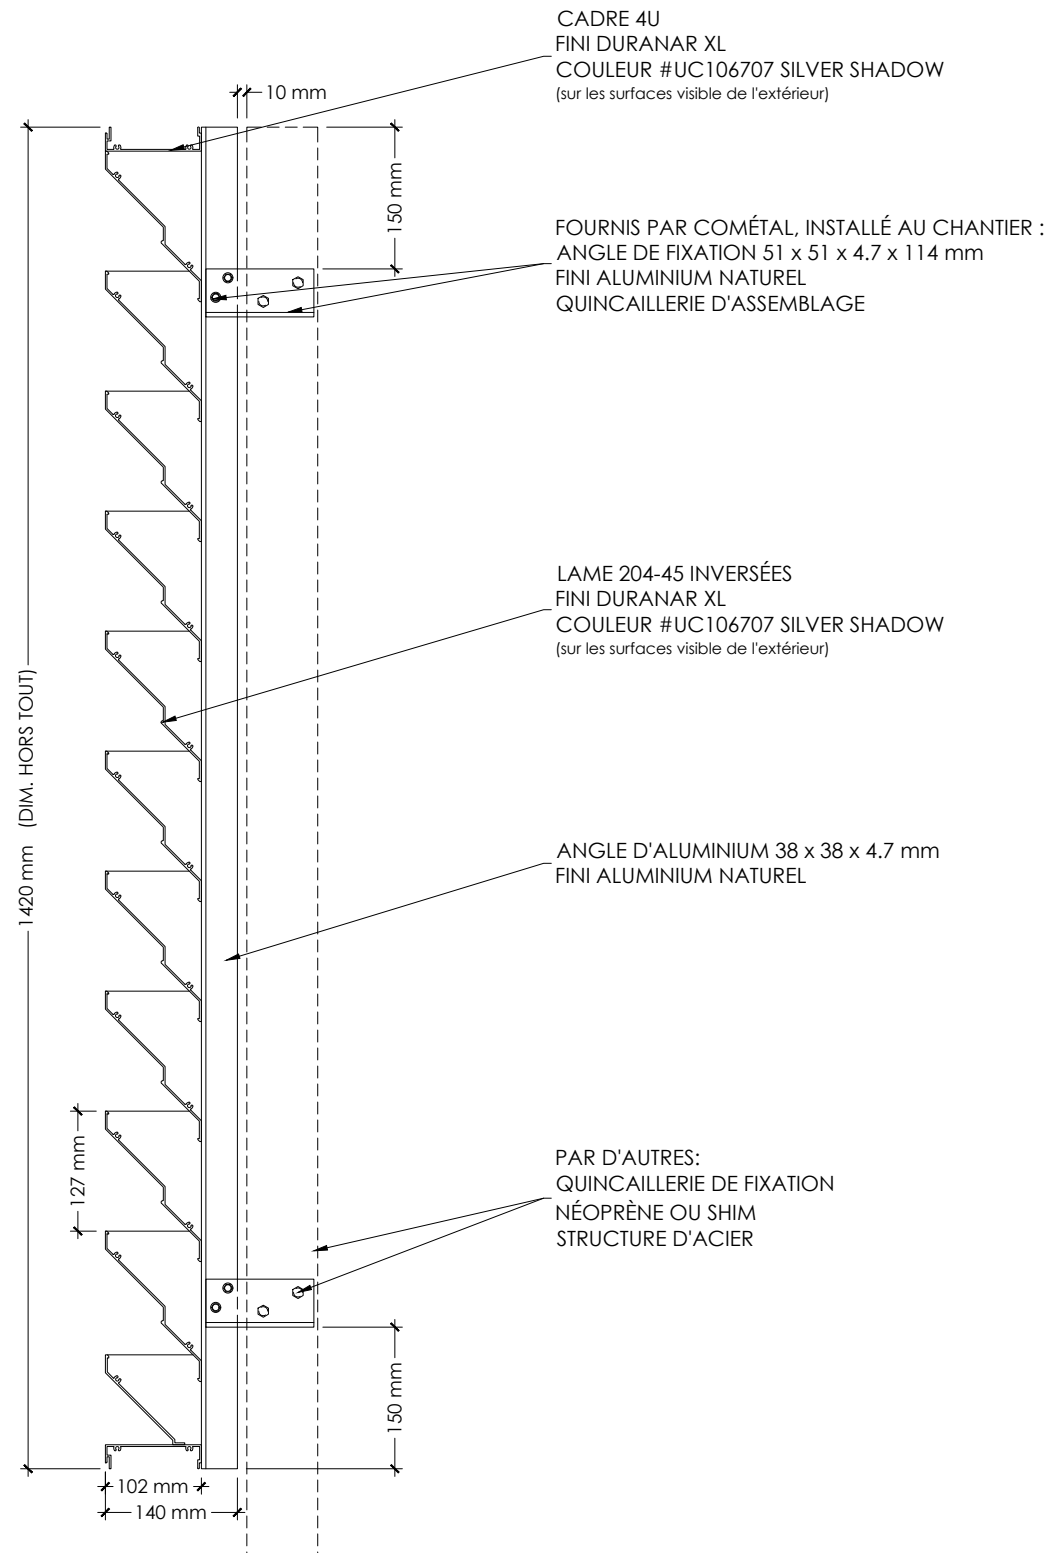 CADRE 4U
FINI DURANAR XL
COULEUR #UC106707 SILVER SHADOW
(sur les surfaces visible de l'extérieur)
10 mm
150 mm
FOURNIS PAR COMÉTAL, INSTALLÉ AU CHANTIER :
ANGLE DE FIXATION 51 x 51 x 4.7 x 114 mm
FINI ALUMINIUM NATUREL
QUINCAILLERIE D'ASSEMBLAGE
LAME 204-45 INVERSÉES
FINI DURANAR XL
COULEUR #UC106707 SILVER SHADOW
(sur les surfaces visible de l'extérieur)
1420 mm (DIM. HORS TOUT)
ANGLE D'ALUMINIUM 38 x 38 x 4.7 mm
FINI ALUMINIUM NATUREL
127 mm
PAR D'AUTRES:
QUINCAILLERIE DE FIXATION
NÉOPRÈNE OU SHIM
STRUCTURE D'ACIER
150 mm
102 mm
140 mm